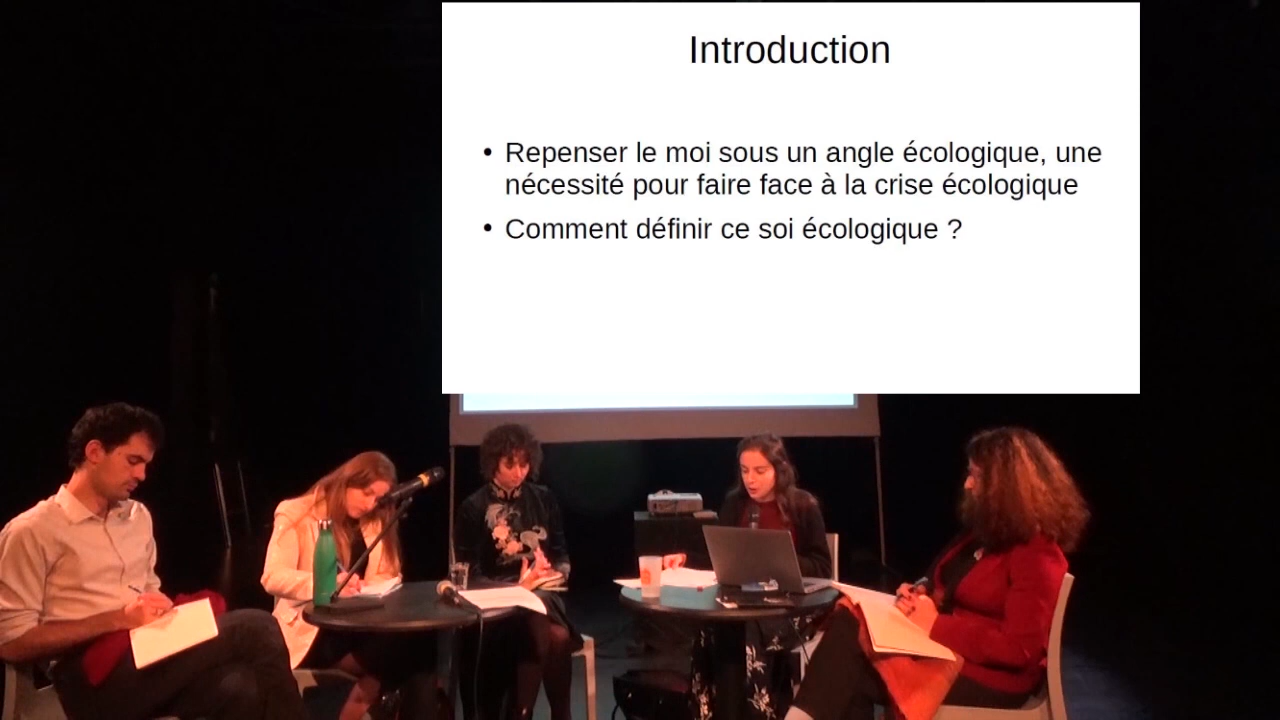 Introduction
• Repenser le moi sous un angle écologique, une
nécessité pour faire face à la crise écologique
• Comment définir ce soi écologique ?